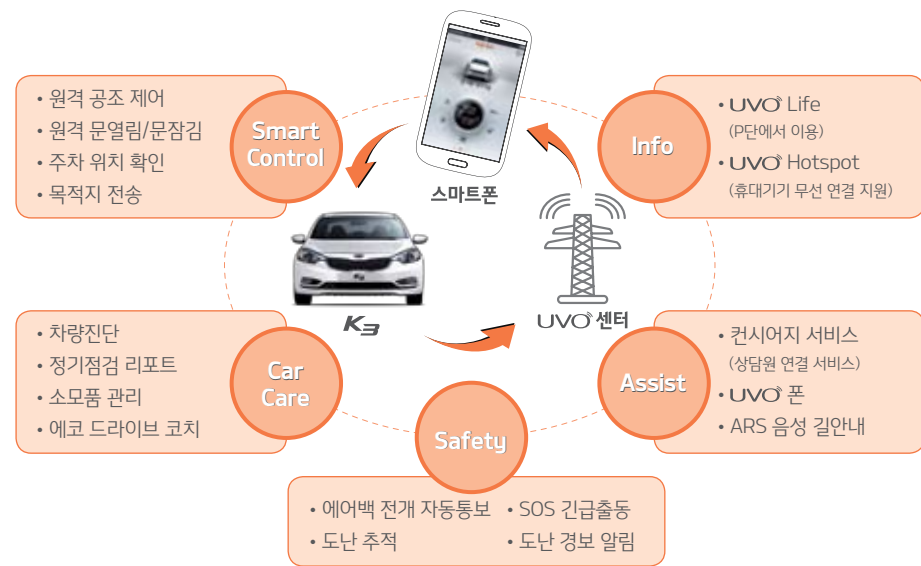 • 원격 공조 제어
• 원격 문열림/문잠김
• 주차 위치 확인
• 목적지 전송
Smart
Control
스마트폰
Info
• UVO Life
(P단에서 이용)
• UVO Hotspot
(휴대기기 무선 연결 지원)
K3
UVO 센터
• 차량진단
• 정기점검 리포트
• 소모품 관리
• 에코 드라이브 코치
Car
Care
Safety
• 에어백 전개 자동통보 • SOS 긴급출동
• 도난 추적 • 도난 경보 알림
Assist
• 컨시어지 서비스
(상담원 연결 서비스)
• UVO 폰
• ARS 음성 길안내